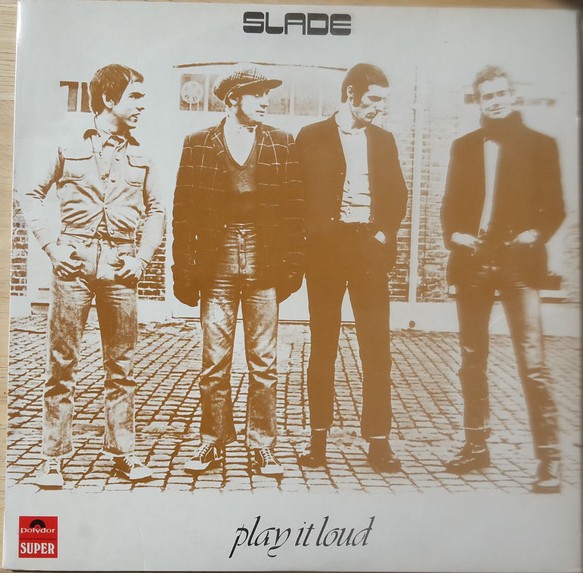 SLADE
play it loud
polydor
SUPER